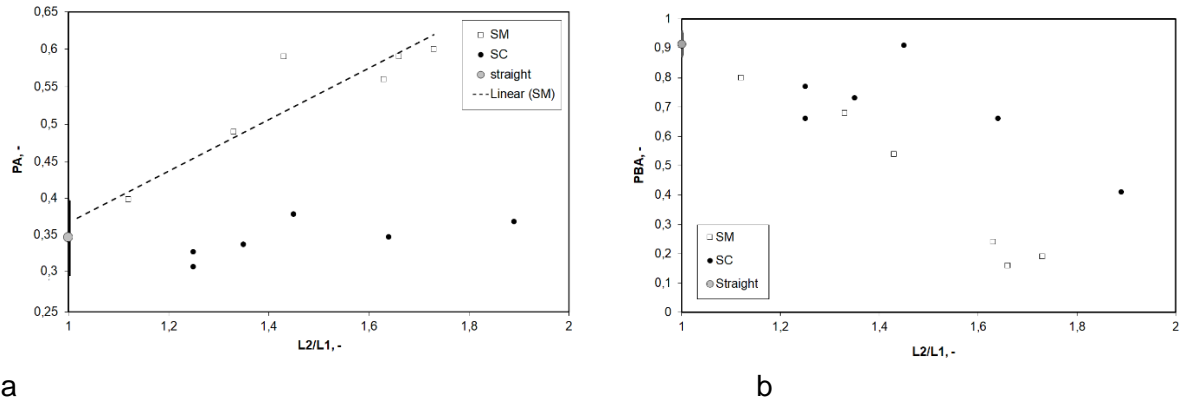 0,65
0,6
0,55
0,5
0,45
0,4
0,35
0,3
0,25
PA, -
1
1,2
1,4
1,6
1,8
2
L2/L1, -
SM
SC
straight
Linear (SM)
a
1
0,9
0,8
0,7
0,6
0,5
0,4
0,3
0,2
0,1
0
PBA, -
1
1,2
1,4
1,6
1,8
2
L2/L1, -
SM
SC
Straight
b